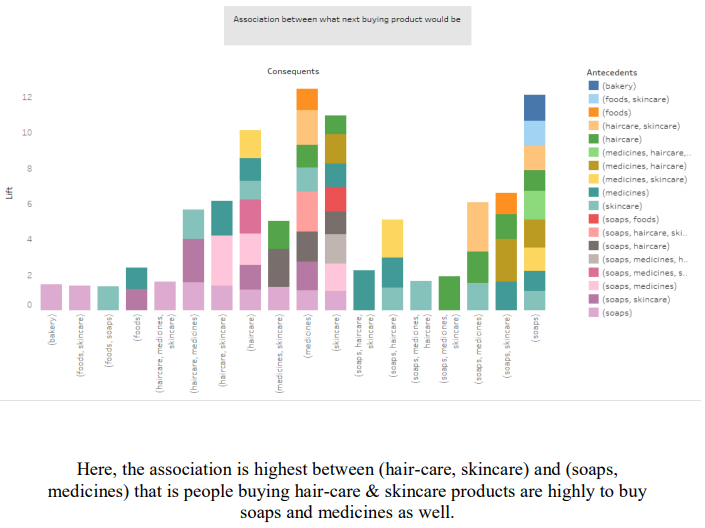 Association between what next buying product would be
Consequents
Antecedents
(bakery)
(foods, skincare)
(foods)
(haircare, skincare)
(haircare)
(medicines, haircare,..
(medicines, haircare)
(medicines, skincare)
(medicines)
(skincare)
(soaps, foods)
(soaps, haircare, ski..
(soaps, haircare)
(soaps, medicines, h..
(soaps, medicines, s..
(soaps, medicines)
(soaps, skincare)
(soaps)
Lift
12
10
8
6
4
2
0
(bakery)
(foods, skincare)
(foods, soaps)
(foods)
(haircare, medicines,
skincare)
(haircare, medicines)
(haircare, skincare)
(haircare)
(medicines, skincare)
(medicines)
(skincare)
(soaps, haircare,
skincare)
(soaps, haircare)
(soaps, medicines,
haircare)
(soaps, medicines,
skincare)
(soaps, medicines)
(soaps, skincare)
(soaps)
Here, the association is highest between (hair-care, skincare) and (soaps,
medicines) that is people buying hair-care & skincare products are highly to buy
soaps and medicines as well.